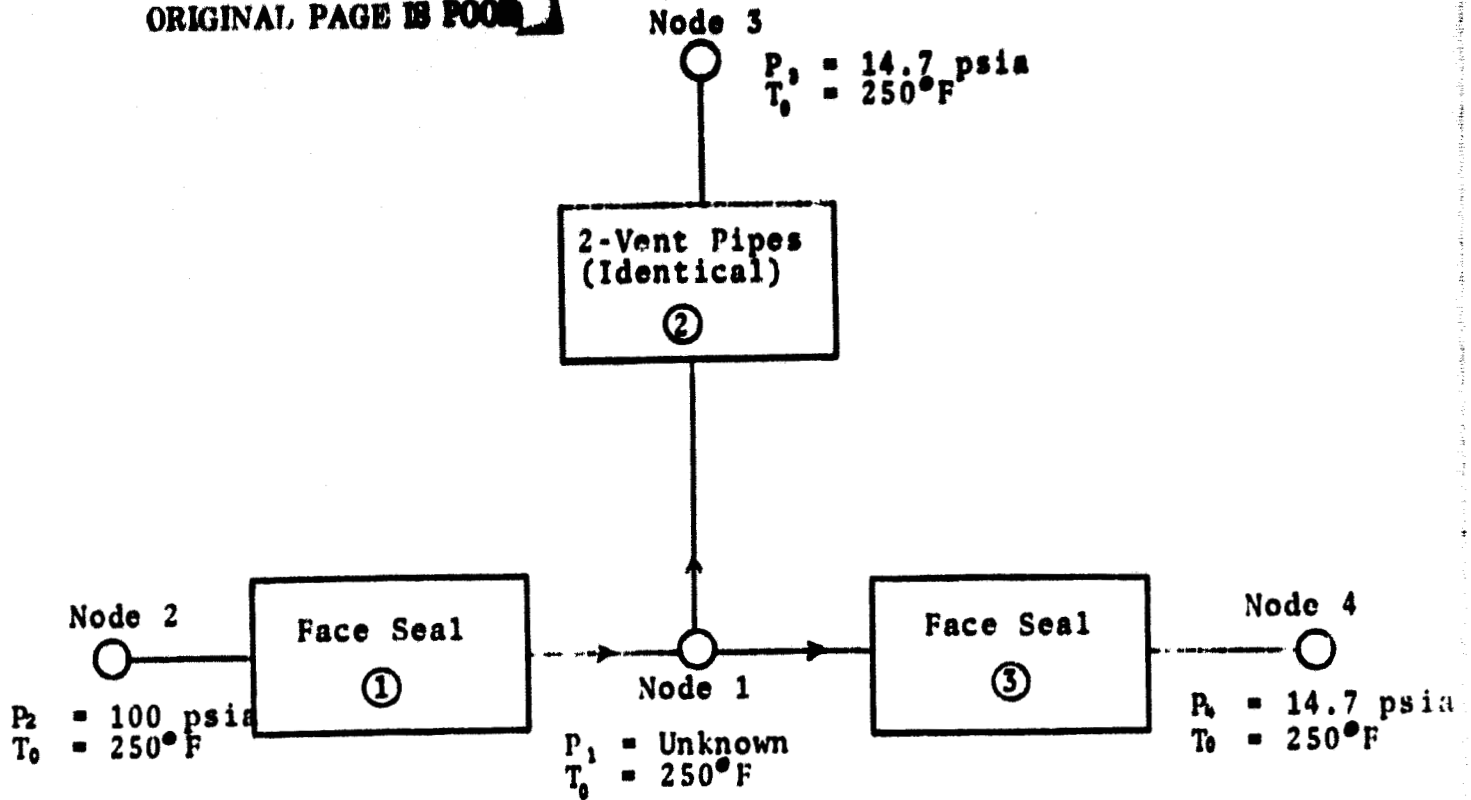 ORIGINAL PAGE IS POOR
Node 3
P₃ = 14.7 psia
T₀ = 250°F
2-Vent Pipes
(Identical)
②
Node 2
Face Seal
①
P₂ = 100 psia
T₀ = 250°F
Node 1
P₁ = Unknown
T₀ = 250°F
Face Seal
③
Node 4
P₄ = 14.7 psia
T₀ = 250°F